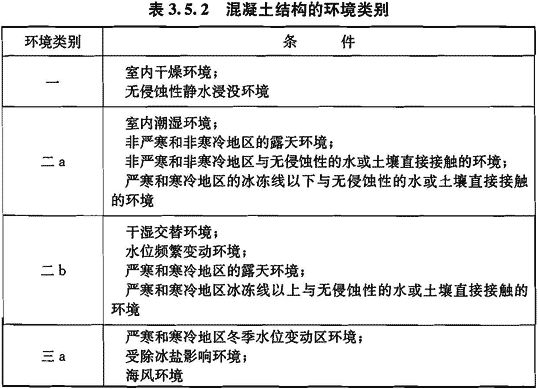 表3.5.2 混凝土结构的环境类别
环境类别 条 件
一
室内干燥环境；
无侵蚀性静水浸没环境
二a
室内潮湿环境；
非严寒和非寒冷地区的露天环境；
非严寒和非寒冷地区与无侵蚀性的水或土壤直接接触的环境；
严寒和寒冷地区的冰冻线以下与无侵蚀性的水或土壤直接接触
的环境
二b
干湿交替环境；
水位频繁变动环境；
严寒和寒冷地区的露天环境；
严寒和寒冷地区冰冻线以上与无侵蚀性的水或土壤直接接触的
环境
三a
严寒和寒冷地区冬季水位变动区环境；
受除冰盐影响环境；
海风环境